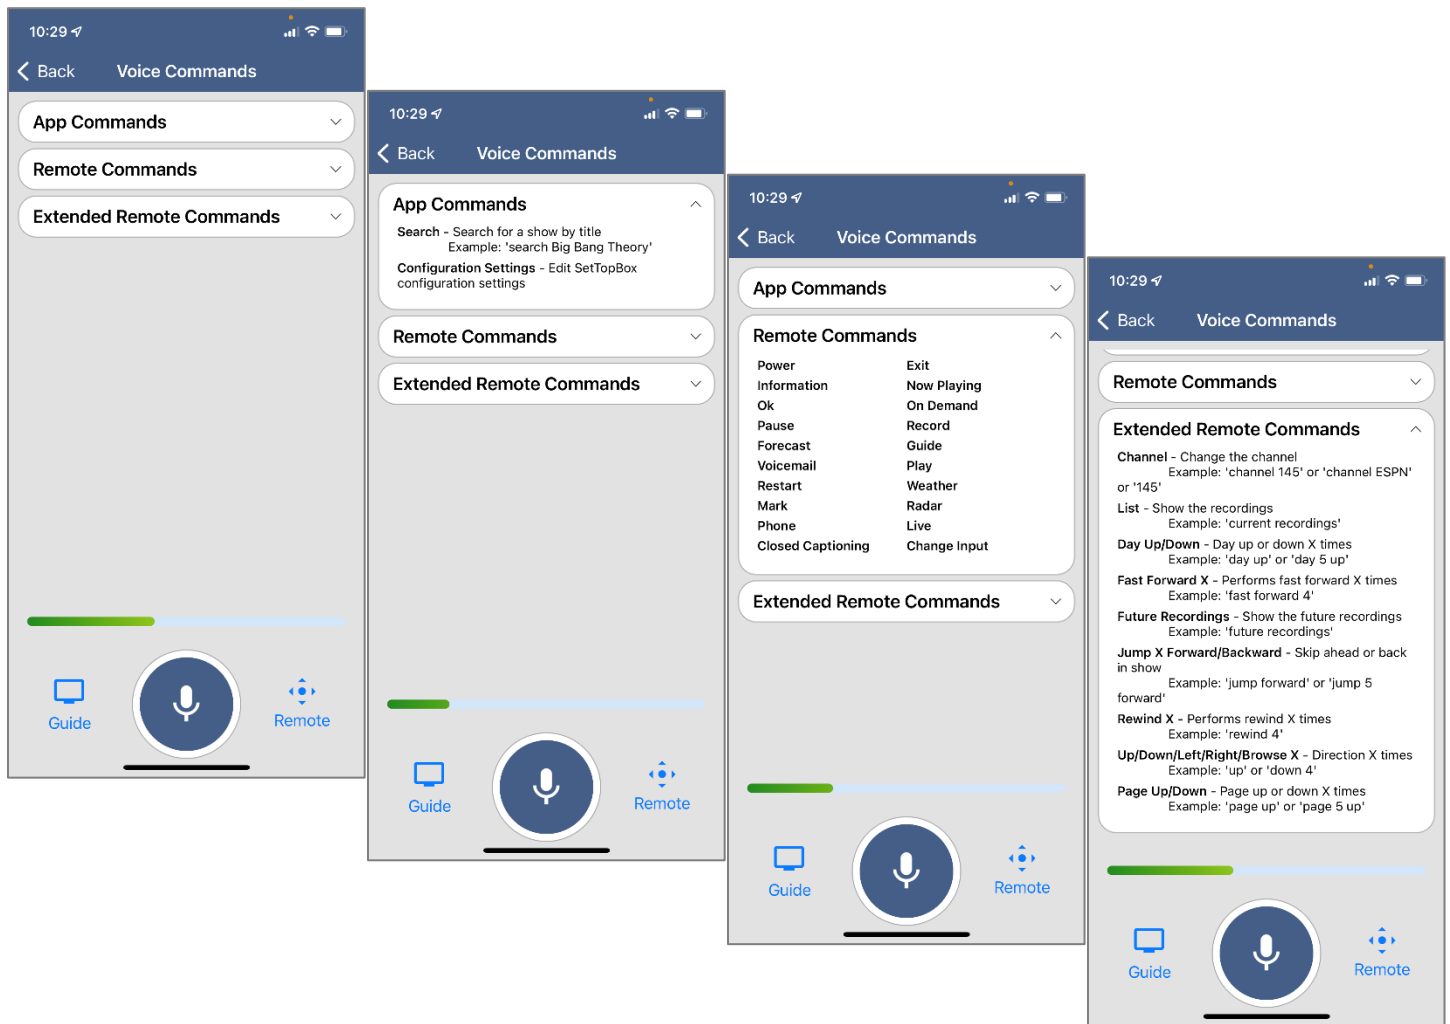 10:29
Back
Voice Commands
App Commands
Remote Commands
Extended Remote Commands
Guide
Remote
10:29
Back
Voice Commands
App Commands
Search - Search for a show by title
Example: 'search Big Bang Theory'
Configuration Settings - Edit SetTopBox
configuration settings
Remote Commands
Extended Remote Commands
Guide
Remote
10:29
Back
Voice Commands
App Commands
Remote Commands
Power Exit
Information Now Playing
Ok On Demand
Pause Record
Forecast Guide
Voicemail Play
Restart Weather
Mark Radar
Phone Live
Closed Captioning Change Input
Extended Remote Commands
Guide
Remote
10:29
Back
Voice Commands
Remote Commands
Extended Remote Commands
Channel - Change the channel
Example: 'channel 145' or 'channel ESPN'
or '145'
List - Show the recordings
Example: 'current recordings'
Day Up/Down - Day up or down X times
Example: 'day up' or 'day 5 up'
Fast Forward X - Performs fast forward X times
Example: 'fast forward 4'
Future Recordings - Show the future recordings
Example: 'future recordings'
Jump X Forward/Backward - Skip ahead or back
in show
Example: 'jump forward' or 'jump 5
forward'
Rewind X - Performs rewind X times
Example: 'rewind 4'
Up/Down/Left/Right/Browse X - Direction X times
Example: 'up' or 'down 4'
Page Up/Down - Page up or down X times
Example: 'page up' or 'page 5 up'
Guide
Remote